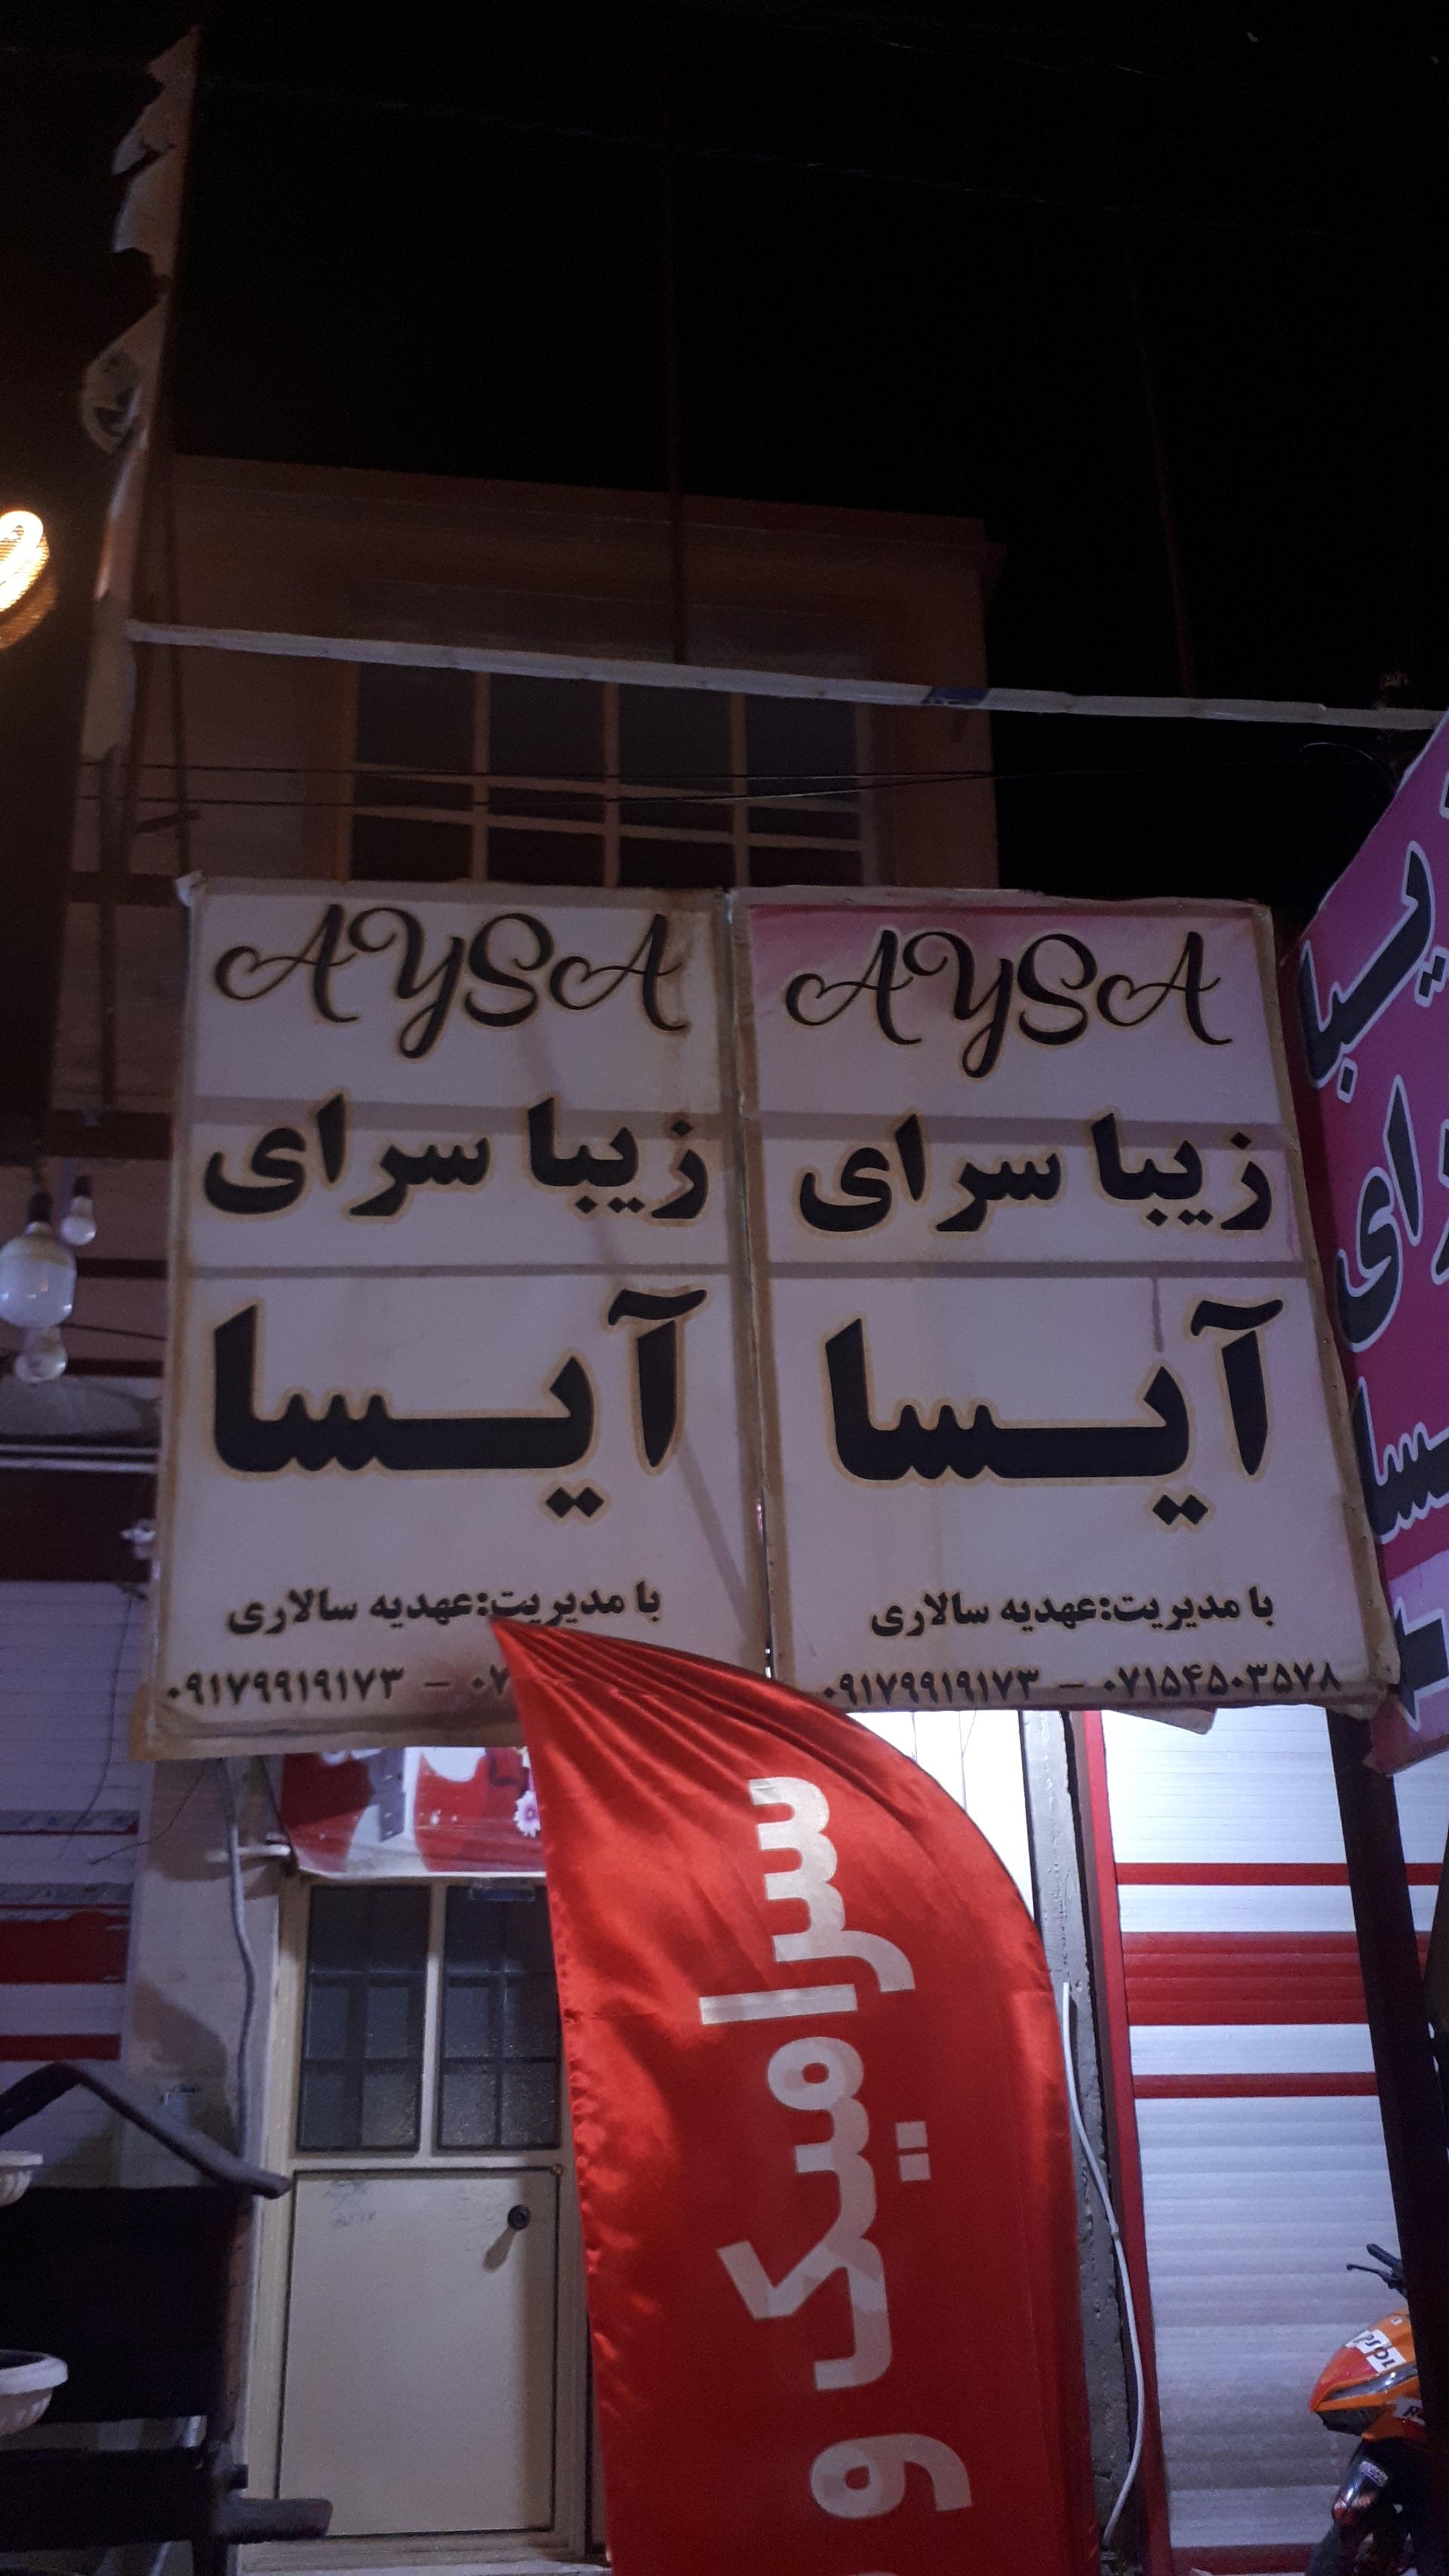 AYSA
زیبا سرای
آیسا
با مدیریت:عهدیه سالاری
۰۹۱۷۹۹۱۹۱۷۳ - ۰۷
AYSA
زیبا سرای
آیسا
با مدیریت:عهدیه سالاری
۰۹۱۷۹۹۱۹۱۷۳ - ۰۷۱۵۴۵۰۳۵۷۸
سرامیک و